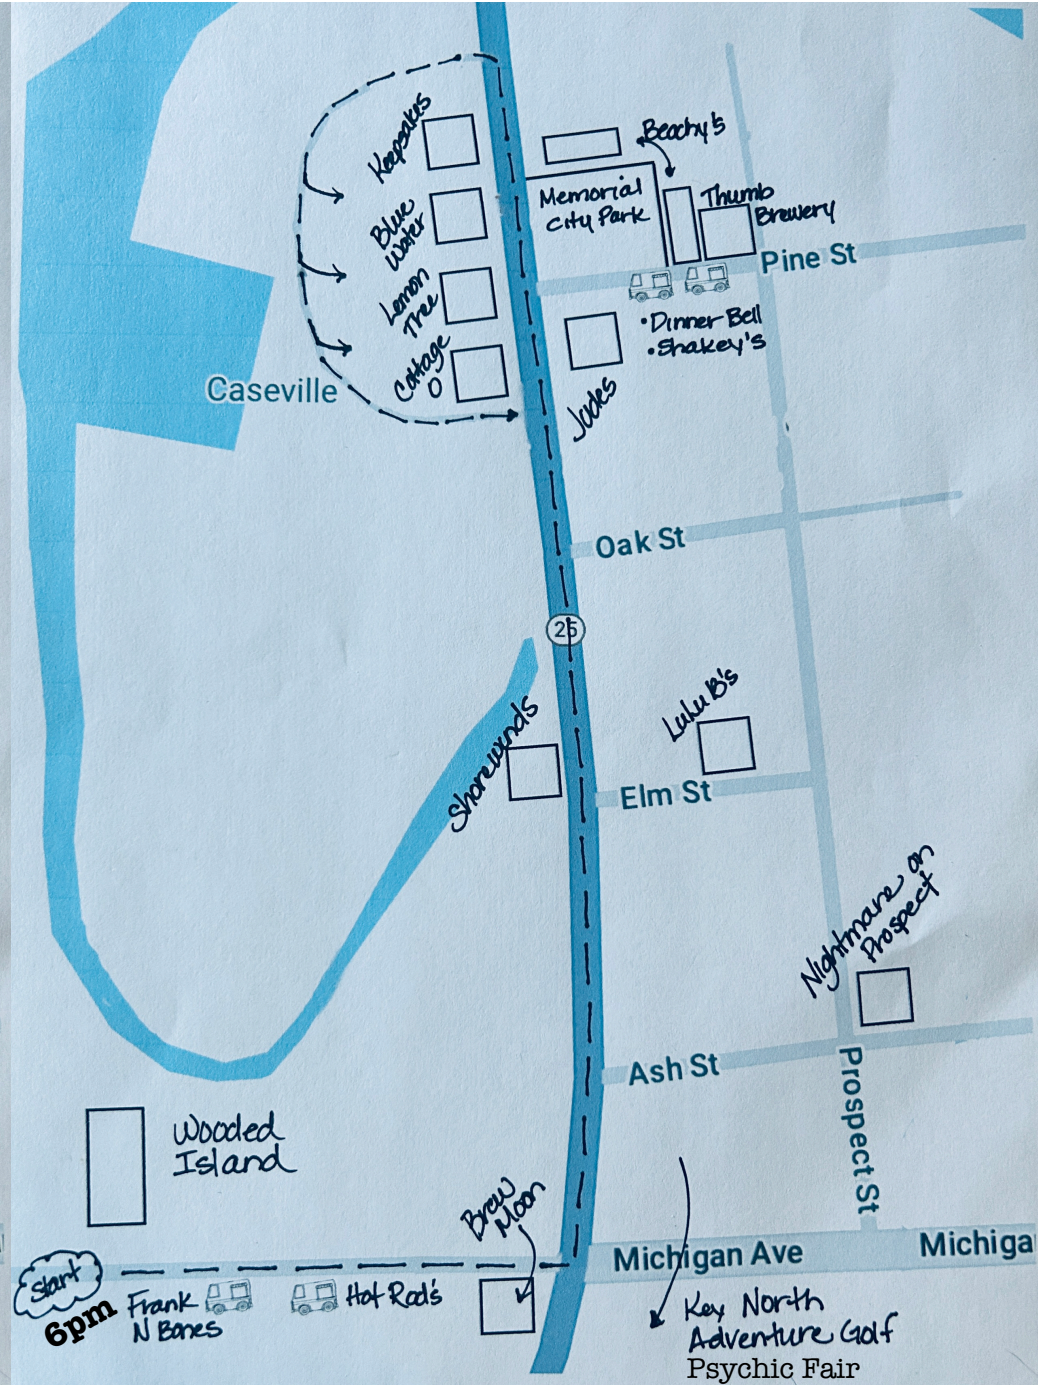 Keepsakes
Beachy's
Memorial
City Park
Thumb
Brewery
Blue
Water
Pine St
Lemon
Tree
• Dinner Bell
• Shakey's
Caseville
Cottage
O
Jades
Oak St
25
Shorewinds
LuLu B's
Elm St
Nightmare on
Prospect
Ash St
Prospect St
Wooded
Island
Brew
Moon
Michigan Ave
Michiga
Start
6pm
Frank
N Bones
Hot Rod's
Key North
Adventure Golf
Psychic Fair